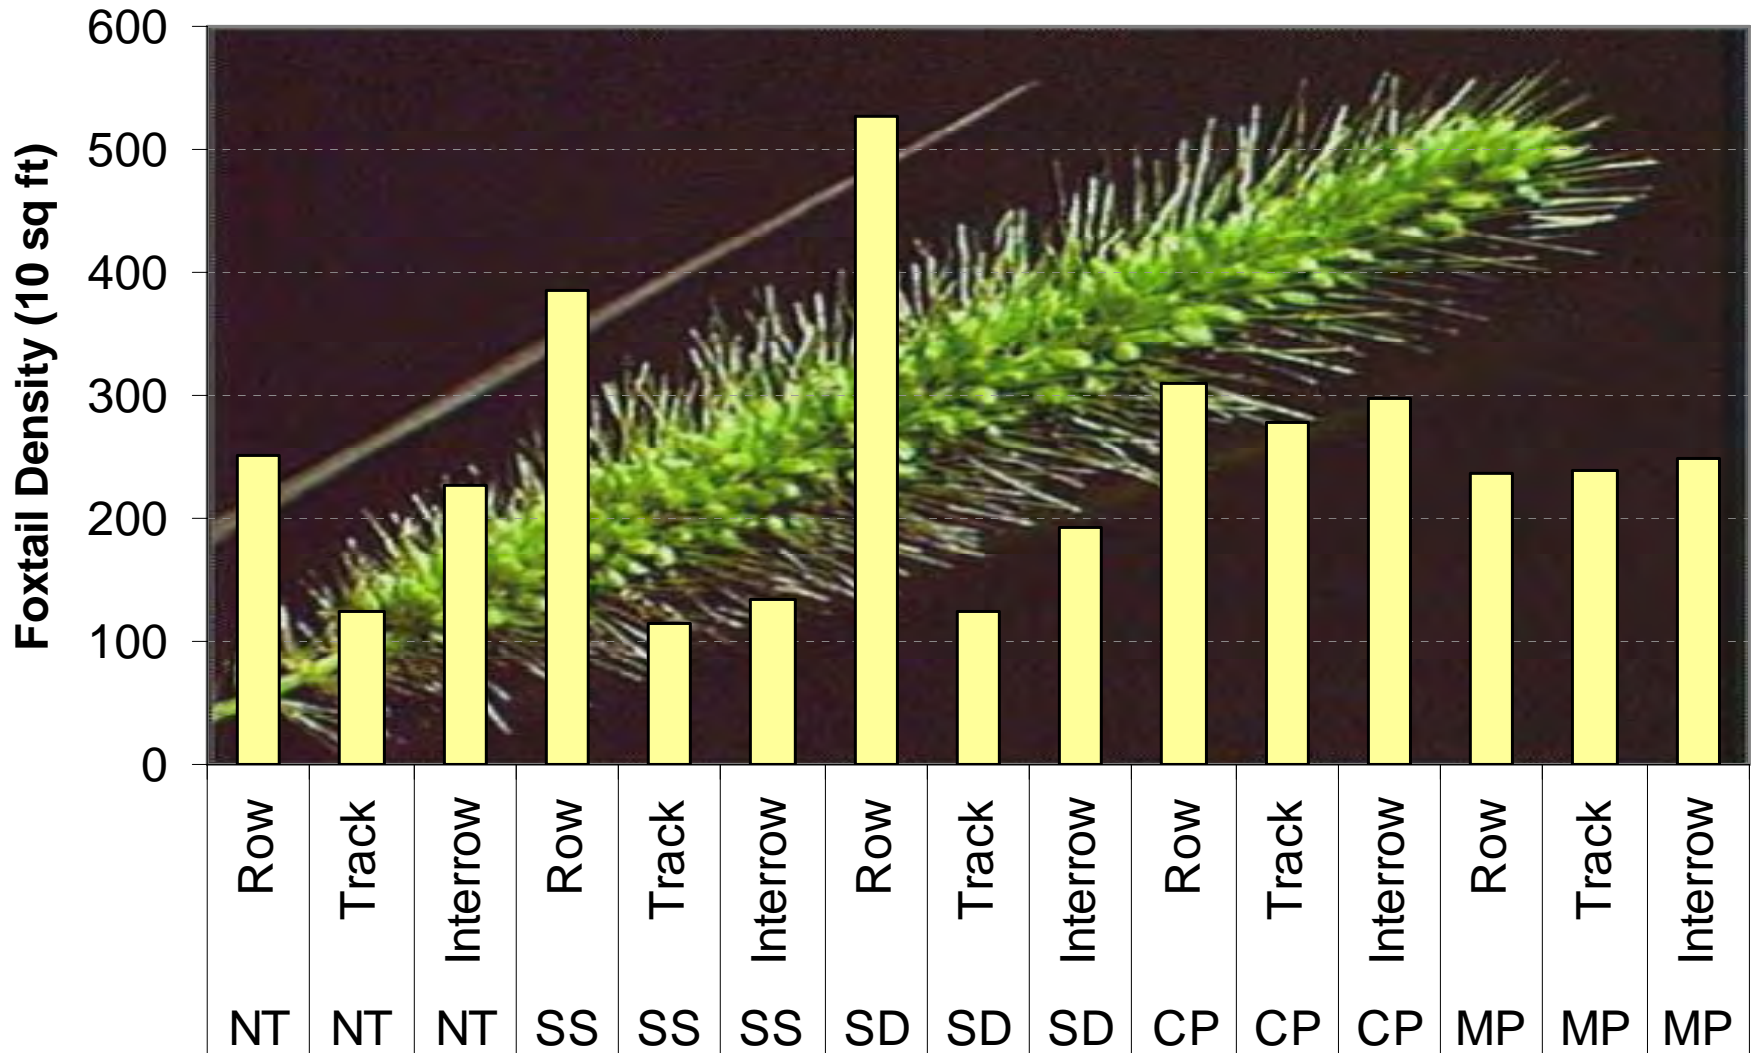 600
500
400
300
200
100
0
Foxtail Density (10 sq ft)
Row Track Interrow Row Track Interrow Row Track Interrow Row Track Interrow Row Track Interrow
NT NT NT SS SS SS SD SD SD CP CP CP MP MP MP